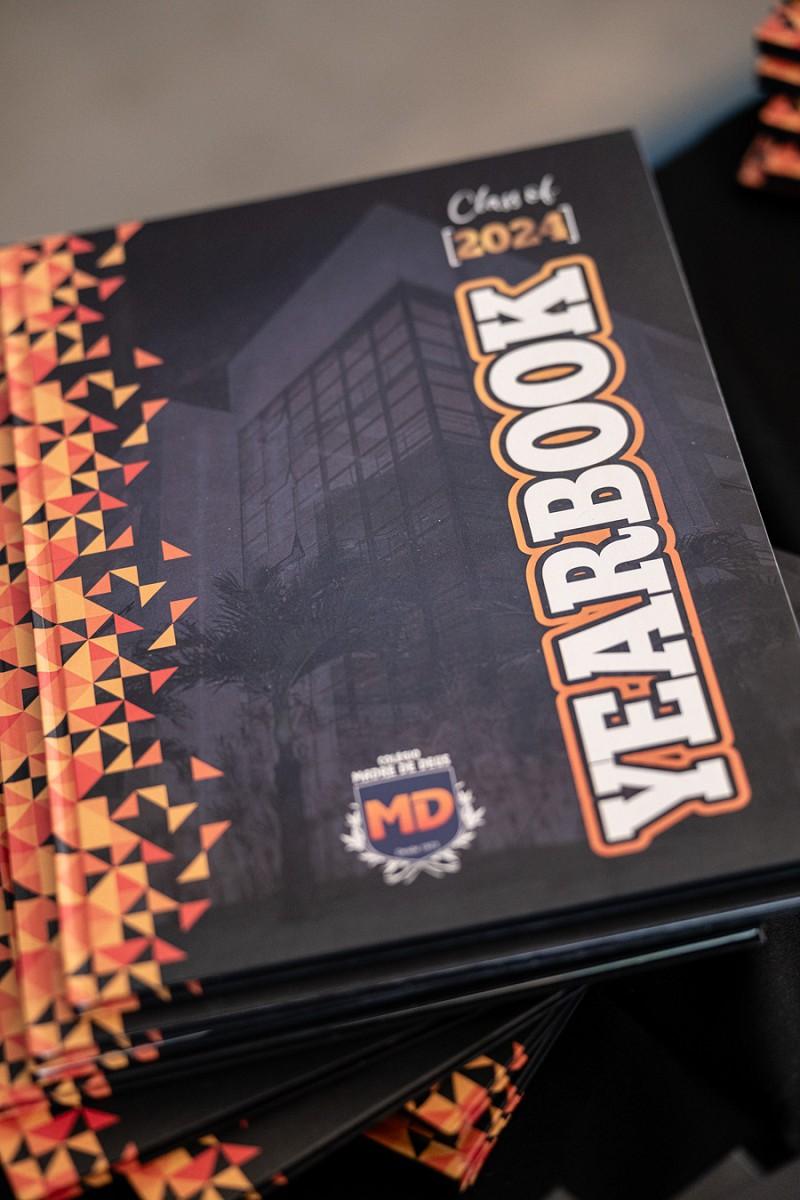 Class of
[2024]
YEARBOOK
COLÉGIO
MADRE DE DEUS
MD